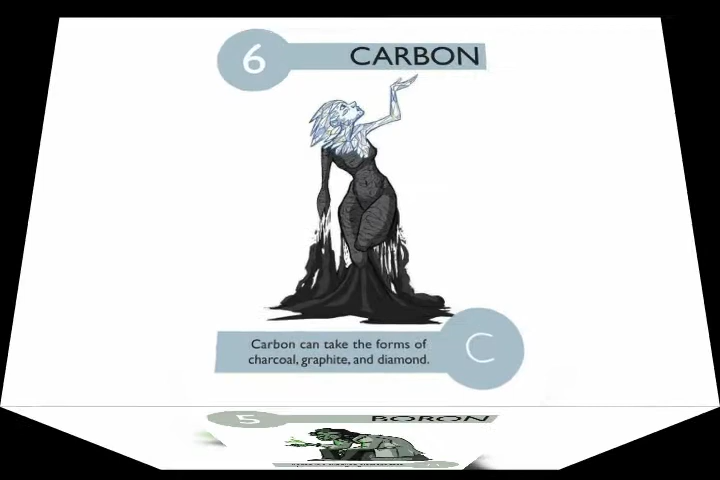 6
CARBON
Carbon can take the forms of
charcoal, graphite, and diamond.
C
5
BORON